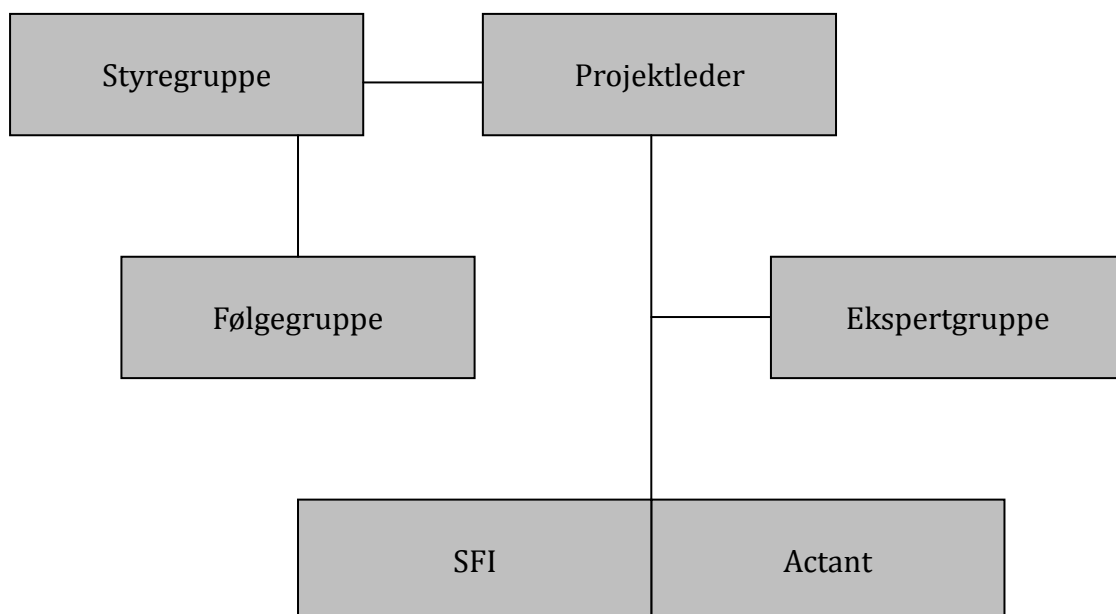 Styregruppe
Projektleder
Følgegruppe
Ekspertgruppe
SFI
Actant